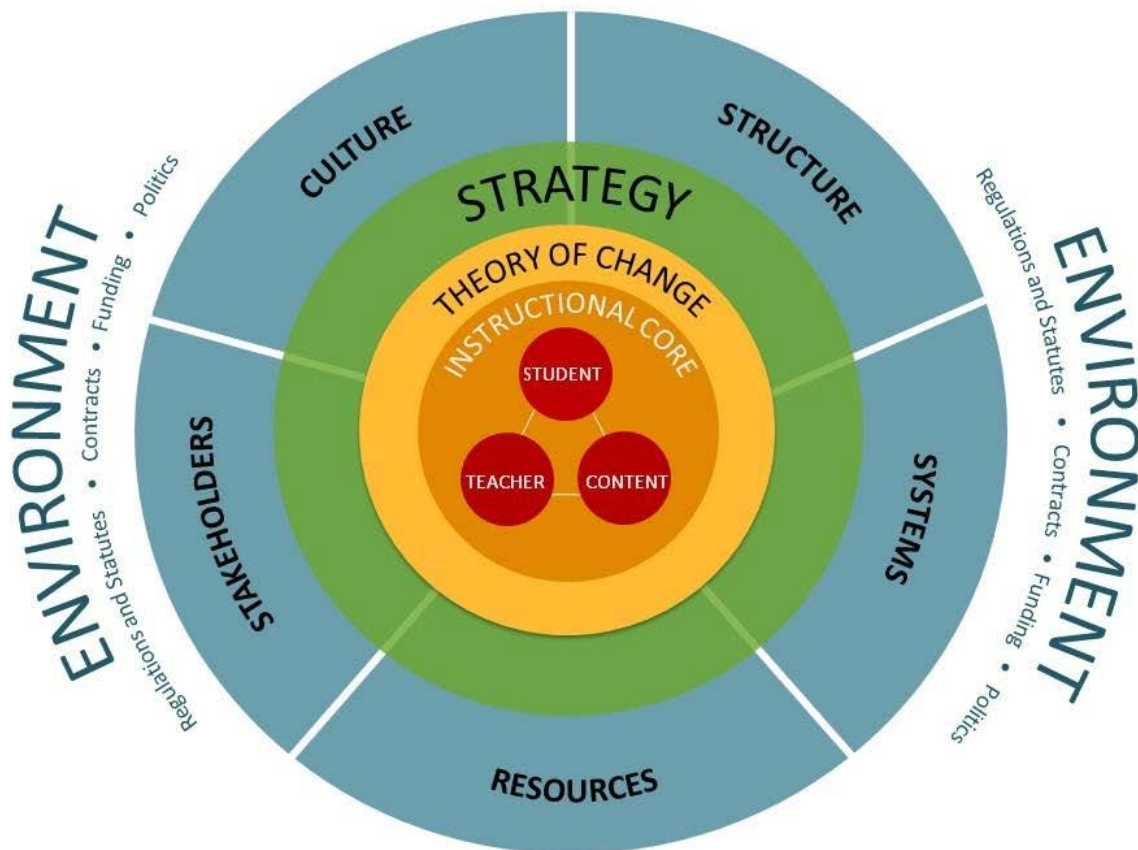 CULTURE
STRUCTURE
STRATEGY
THEORY OF CHANGE
INSTRUCTIONAL CORE
STUDENT
TEACHER
CONTENT
STAKEHOLDERS
SYSTEMS
RESOURCES
ENVIRONMENT
Regulations and Statutes • Contracts • Funding • Politics
ENVIRONMENT
Regulations and Statutes • Contracts • Funding • Politics